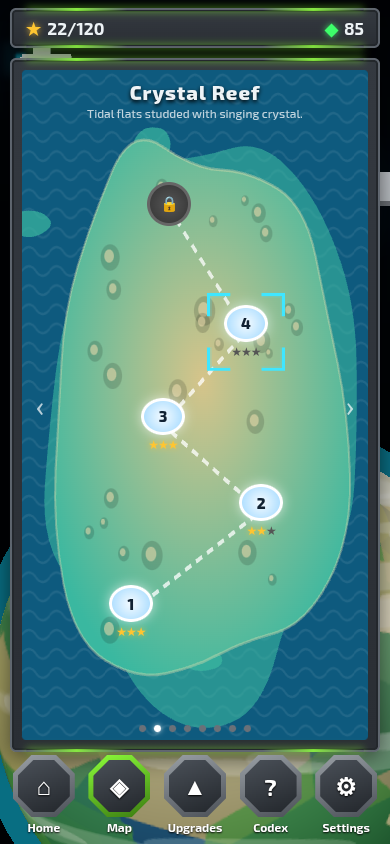 22/120
85
Crystal Reef
Tidal flats studded with singing crystal.
4
3
2
1
?
Home
Map
Upgrades
Codex
Settings